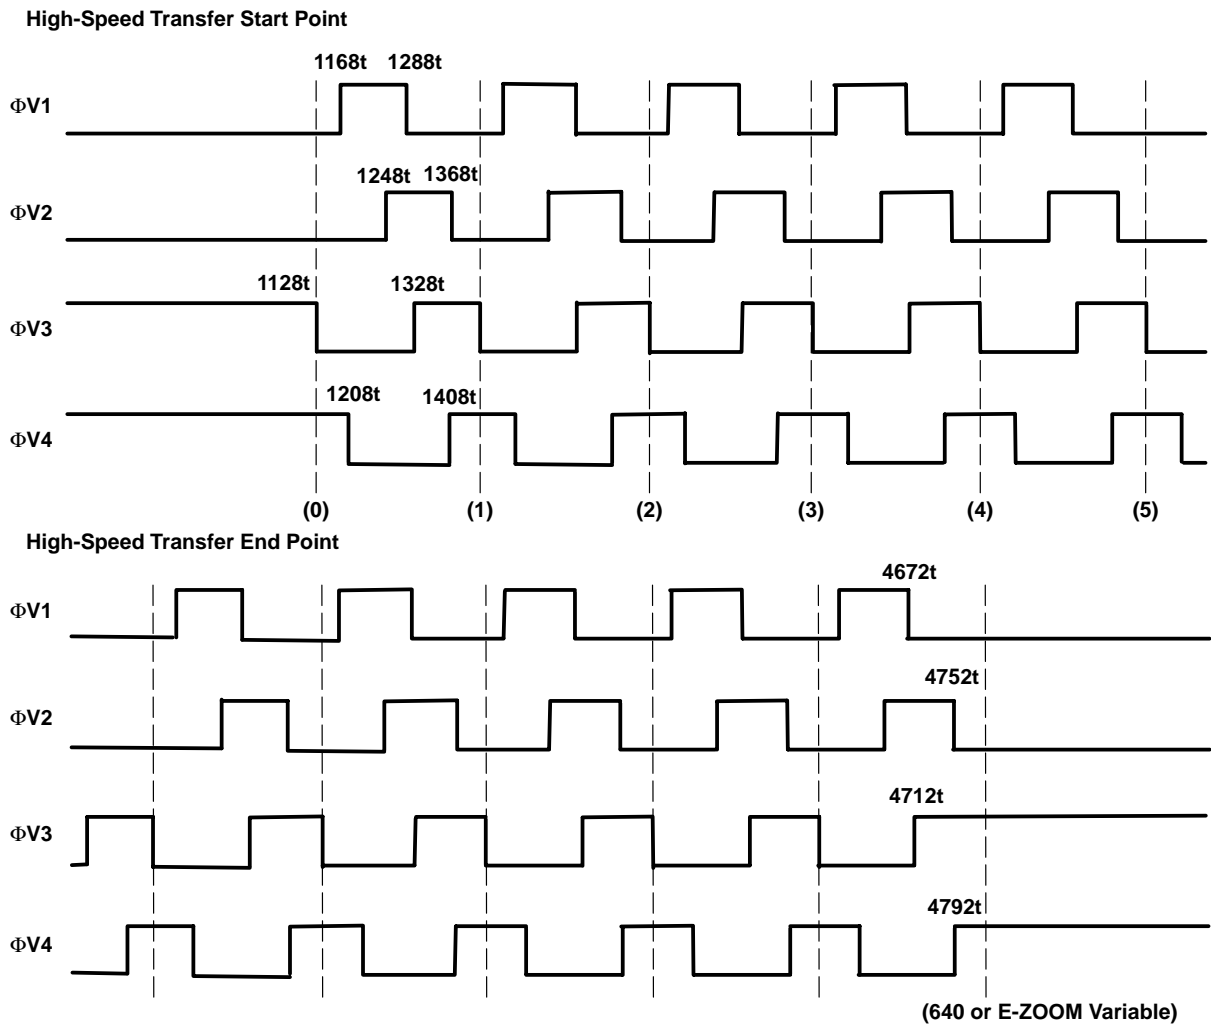 High-Speed Transfer Start Point
1168t 1288t
ΦV1
1248t 1368t
ΦV2
1128t 1328t
ΦV3
1208t 1408t
ΦV4
(0) (1) (2) (3) (4) (5)
High-Speed Transfer End Point
4672t
ΦV1
4752t
ΦV2
4712t
ΦV3
4792t
ΦV4
(640 or E-ZOOM Variable)